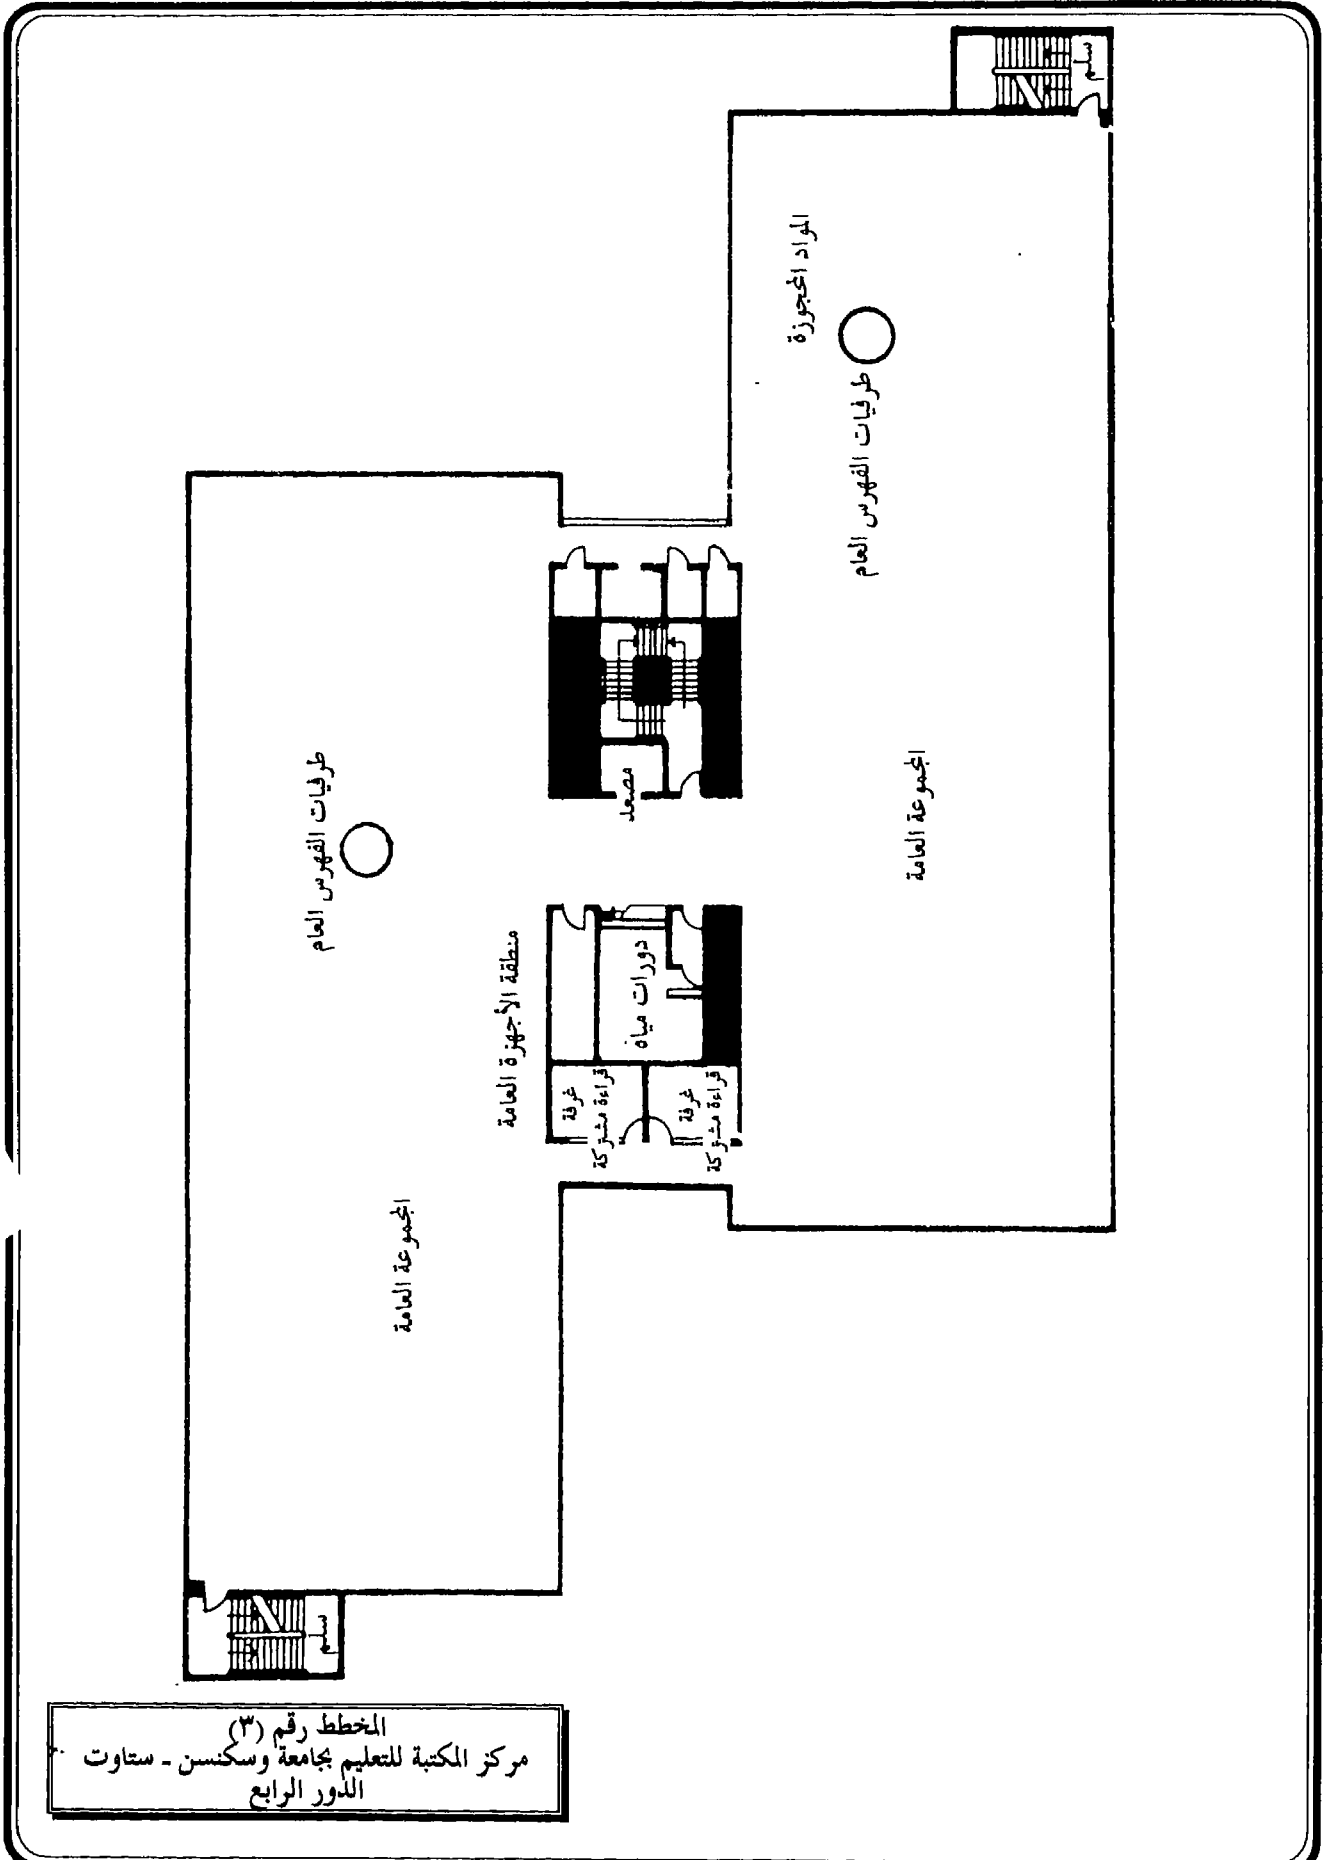 سلم
المواد المحجوزة
طرفيات الفهرس العام
المجموعة العامة
مصعد
دورات مياه
غرفة
قراءة مشتركة
غرفة
قراءة مشتركة
منطقة الأجهزة العامة
طرفيات الفهرس العام
المجموعة العامة
سلم
المخطط رقم (٣)
مركز المكتبة للتعليم بجامعة وسكنسن - ستاوت
الدور الرابع